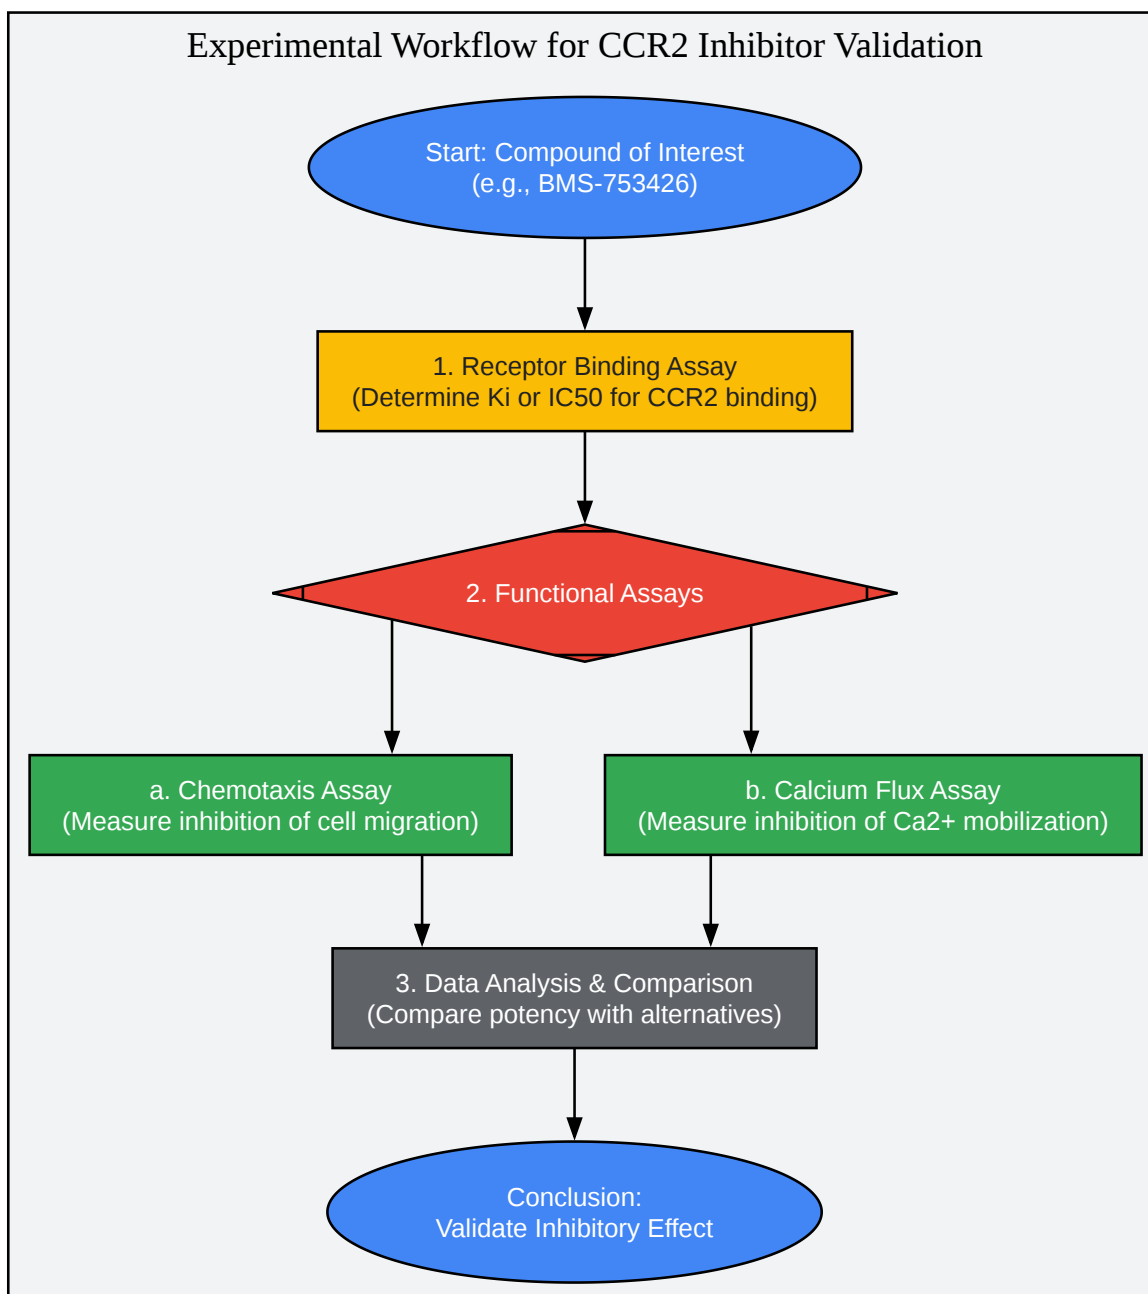 Experimental Workflow for CCR2 Inhibitor Validation
Start: Compound of Interest
(e.g., BMS-753426)
1. Receptor Binding Assay
(Determine Ki or IC50 for CCR2 binding)
2. Functional Assays
a. Chemotaxis Assay
(Measure inhibition of cell migration)
b. Calcium Flux Assay
(Measure inhibition of Ca2+ mobilization)
3. Data Analysis & Comparison
(Compare potency with alternatives)
Conclusion:
Validate Inhibitory Effect